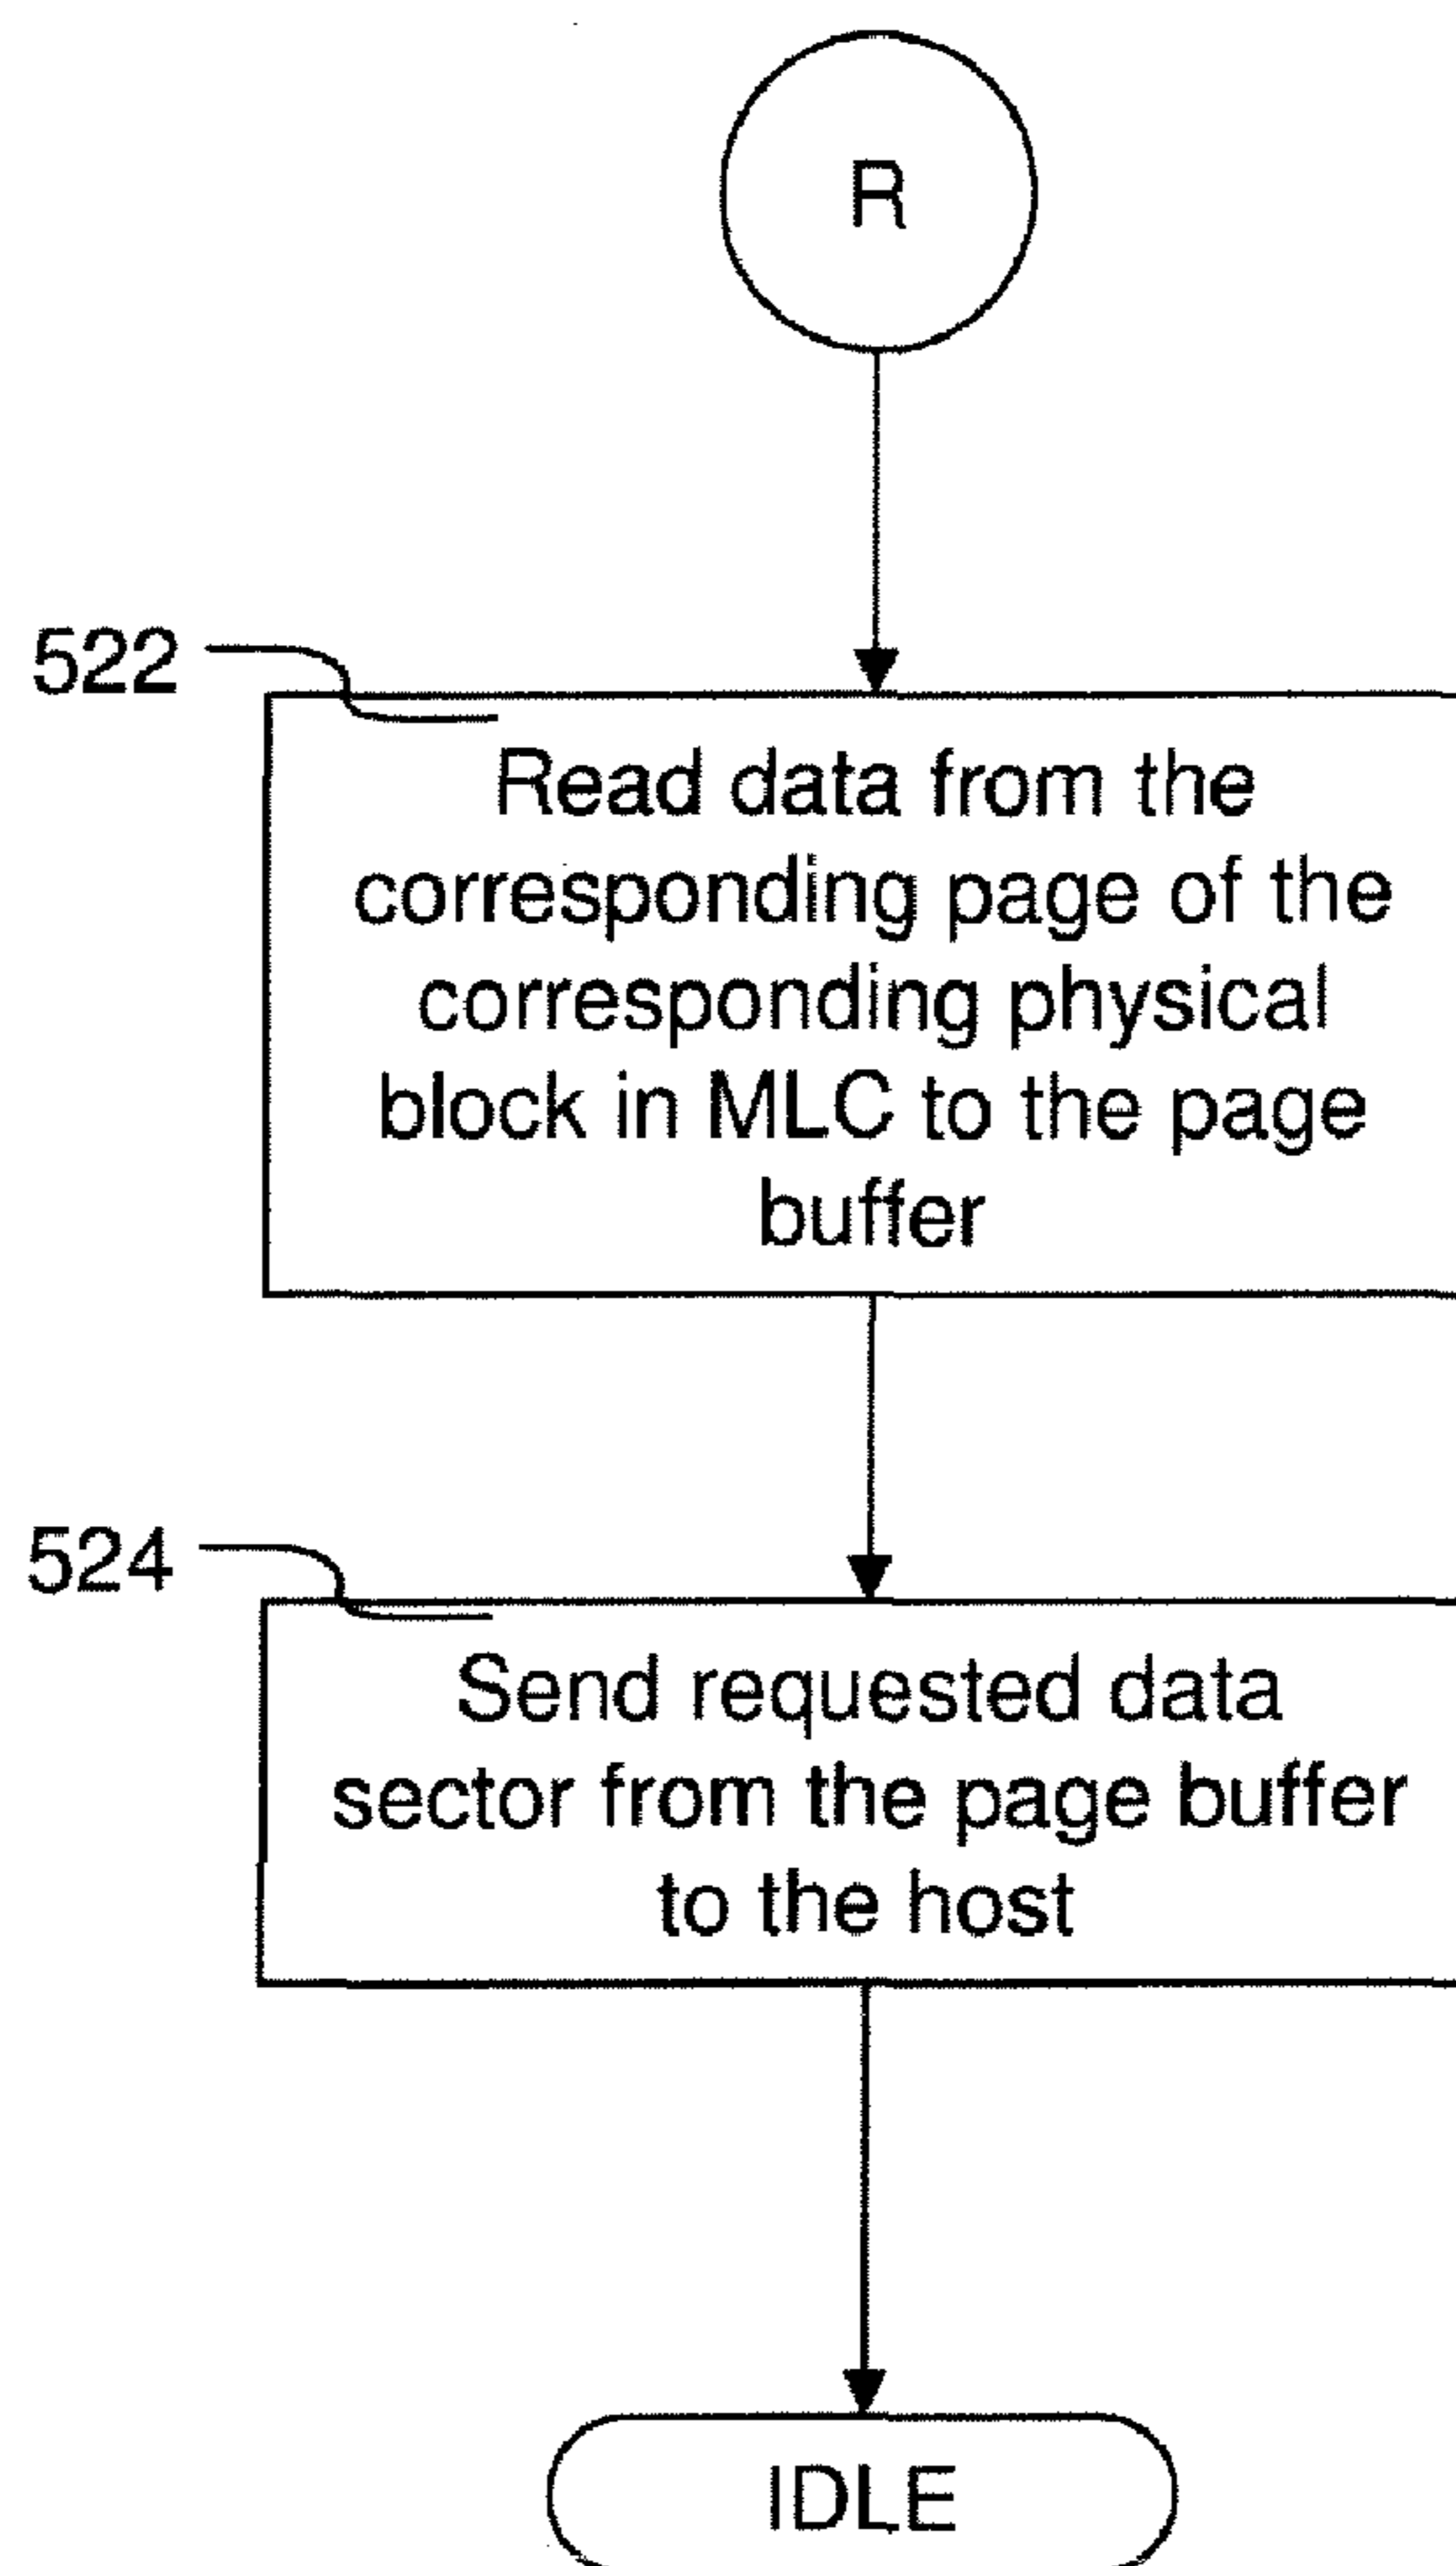 R
522
Read data from the
corresponding page of the
corresponding physical
block in MLC to the page
buffer
524
Send requested data
sector from the page buffer
to the host
IDLE